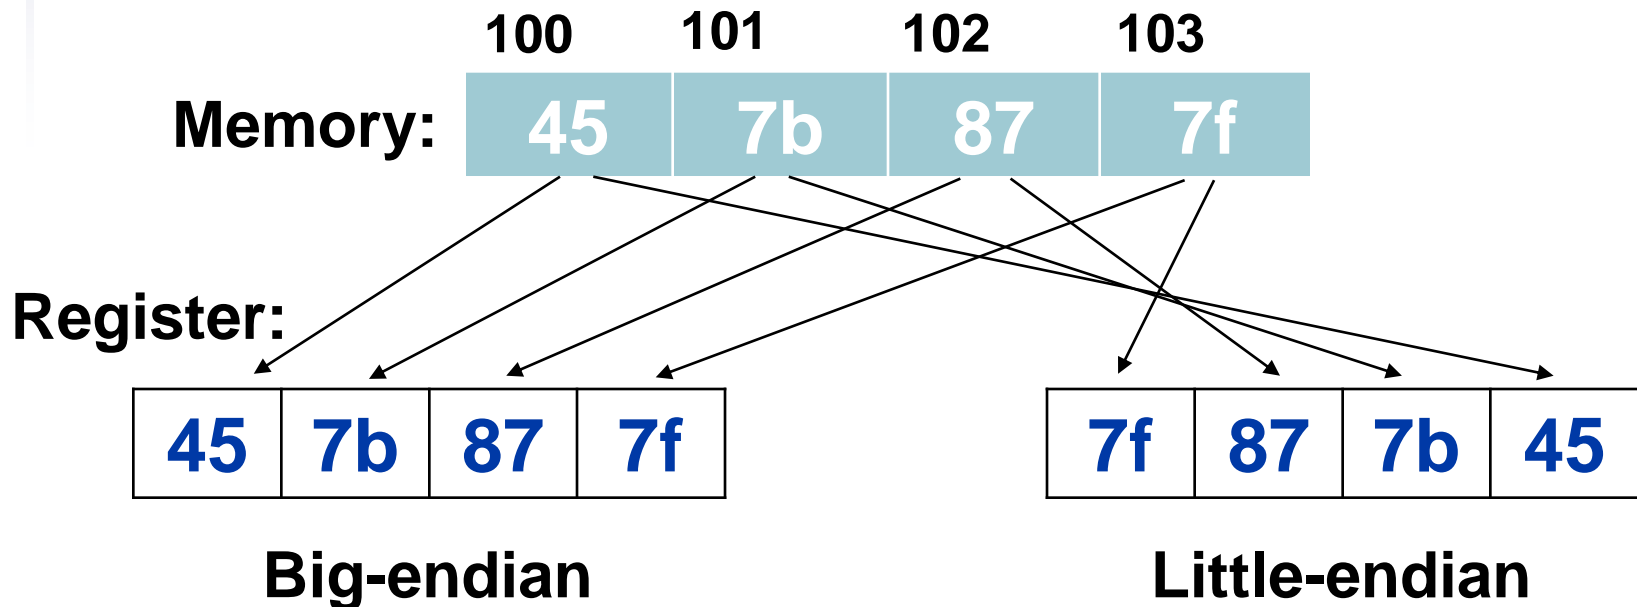 100 101 102 103
Memory: 45 7b 87 7f
Register:
45 7b 87 7f 7f 87 7b 45
Big-endian Little-endian